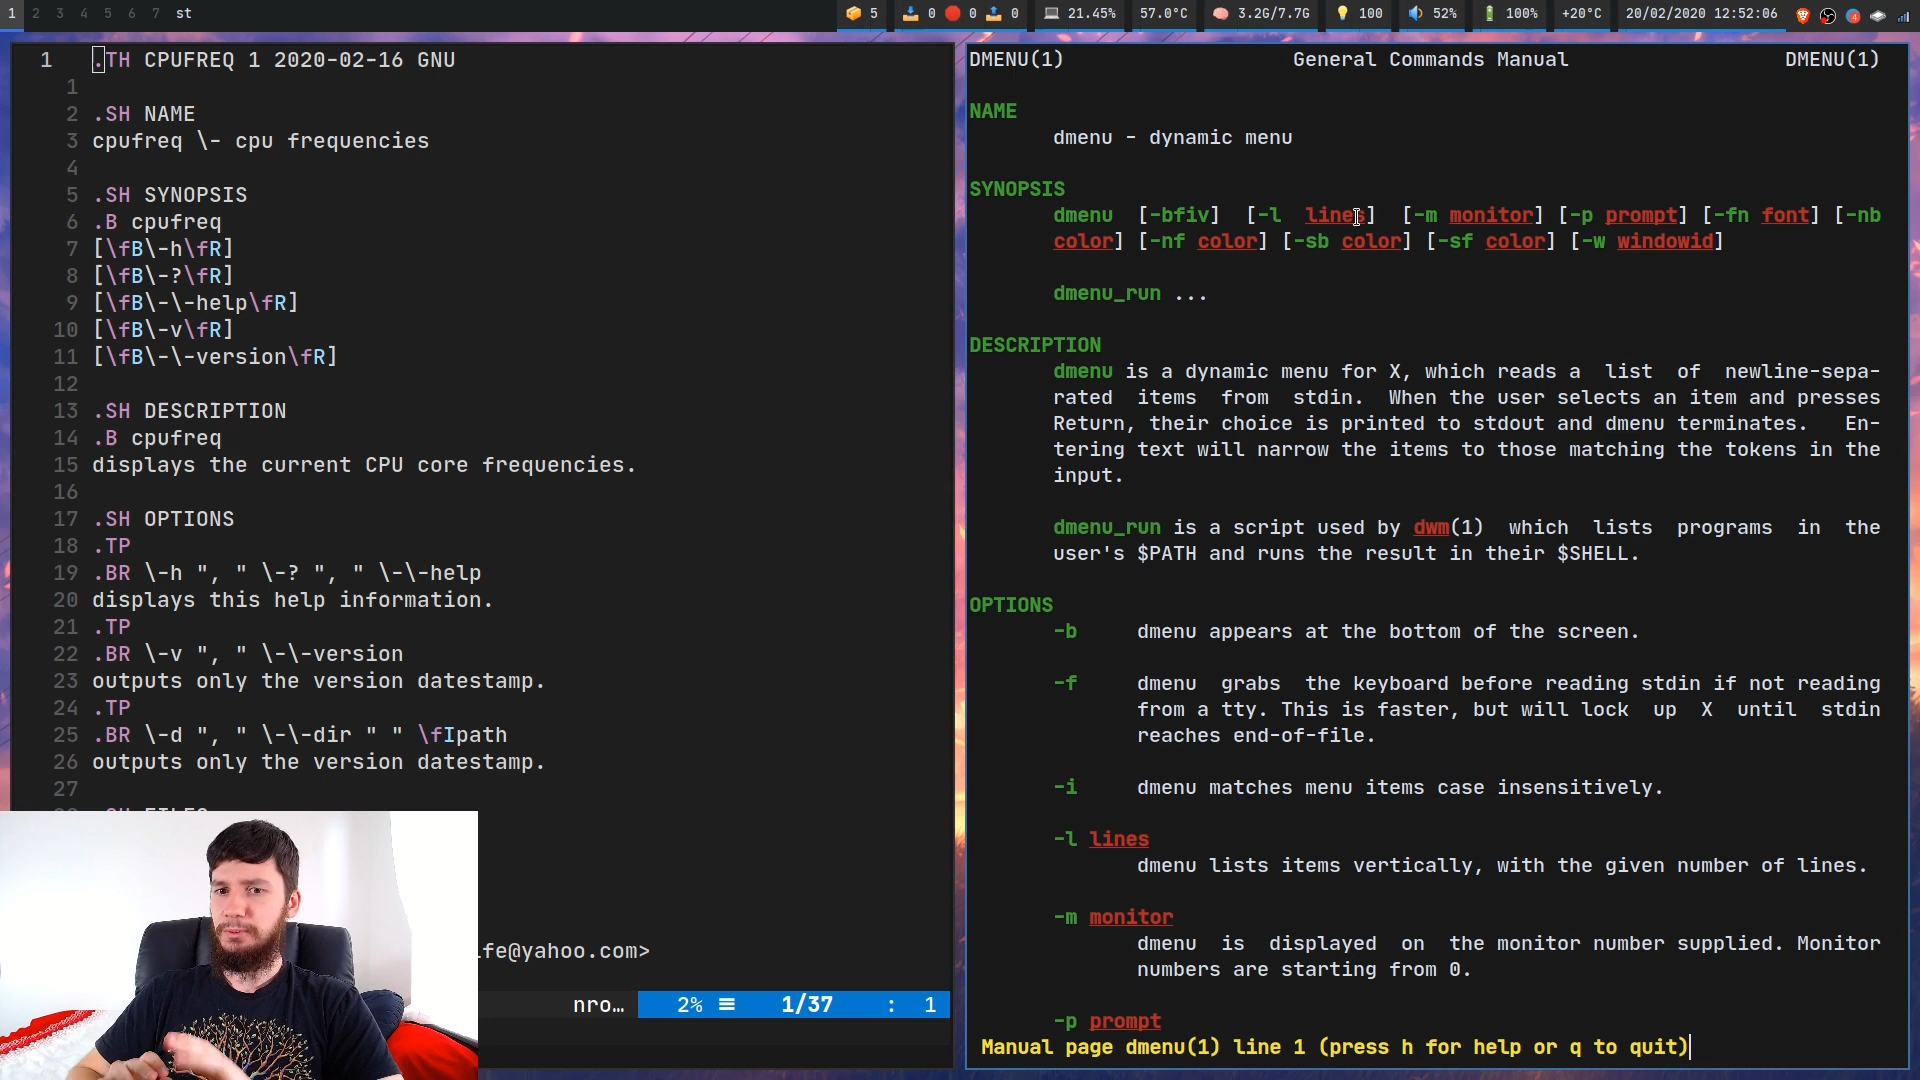 1 2 3 4 5 6 7 st
5 0 0 0 21.45% 57.0°C 3.2G/7.7G 100 52% 100% +20°C 20/02/2020 12:52:06
1 .TH CPUFREQ 1 2020-02-16 GNU
1
2 .SH NAME
3 cpufreq \- cpu frequencies
4
5 .SH SYNOPSIS
6 .B cpufreq
7 [\fB\-h\fR]
8 [\fB\-?\fR]
9 [\fB\-\-help\fR]
10 [\fB\-v\fR]
11 [\fB\-\-version\fR]
12
13 .SH DESCRIPTION
14 .B cpufreq
15 displays the current CPU core frequencies.
16
17 .SH OPTIONS
18 .TP
19 .BR \-h ", " \-? ", " \-\-help
20 displays this help information.
21 .TP
22 .BR \-v ", " \-\-version
23 outputs only the version datestamp.
24 .TP
25 .BR \-d ", " \-\-dir " " \fIpath
26 outputs only the version datestamp.
27
fe@yahoo.com>
nro… 2% ≡ 1/37 : 1
DMENU(1) General Commands Manual DMENU(1)
NAME
dmenu - dynamic menu
SYNOPSIS
dmenu [-bfiv] [-l lines] [-m monitor] [-p prompt] [-fn font] [-nb
color] [-nf color] [-sb color] [-sf color] [-w windowid]
dmenu_run ...
DESCRIPTION
dmenu is a dynamic menu for X, which reads a list of newline-sepa-
rated items from stdin. When the user selects an item and presses
Return, their choice is printed to stdout and dmenu terminates. En-
tering text will narrow the items to those matching the tokens in the
input.
dmenu_run is a script used by dwm(1) which lists programs in the
user's $PATH and runs the result in their $SHELL.
OPTIONS
-b dmenu appears at the bottom of the screen.
-f dmenu grabs the keyboard before reading stdin if not reading
from a tty. This is faster, but will lock up X until stdin
reaches end-of-file.
-i dmenu matches menu items case insensitively.
-l lines
dmenu lists items vertically, with the given number of lines.
-m monitor
dmenu is displayed on the monitor number supplied. Monitor
numbers are starting from 0.
-p prompt
Manual page dmenu(1) line 1 (press h for help or q to quit)